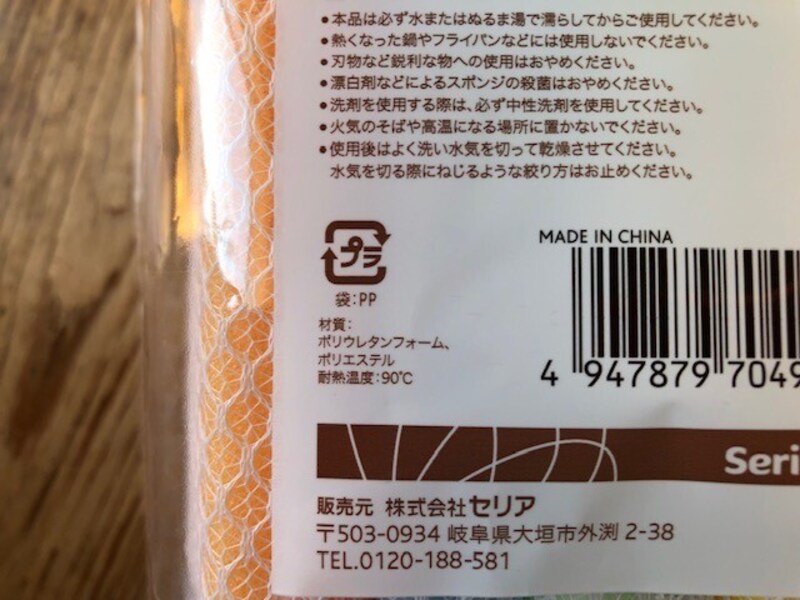 ●本品は必ず水またはぬるま湯で濡らしてからご使用してください。
●熱くなった鍋やフライパンなどには使用しないでください。
●刃物など鋭利な物への使用はおやめください。
●漂白剤などによるスポンジの殺菌はおやめください。
●洗剤を使用する際は、必ず中性洗剤を使用してください。
●火気のそばや高温になる場所に置かないでください。
●使用後はよく洗い水気を切って乾燥させてください。
水気を切る際にねじるような絞り方はお止めください。
MADE IN CHINA
プラ
袋:PP
材質:
ポリウレタンフォーム、
ポリエステル
耐熱温度:90℃
4 947879 7049
Seri
販売元 株式会社セリア
〒503-0934 岐阜県大垣市外渕 2-38
TEL.0120-188-581